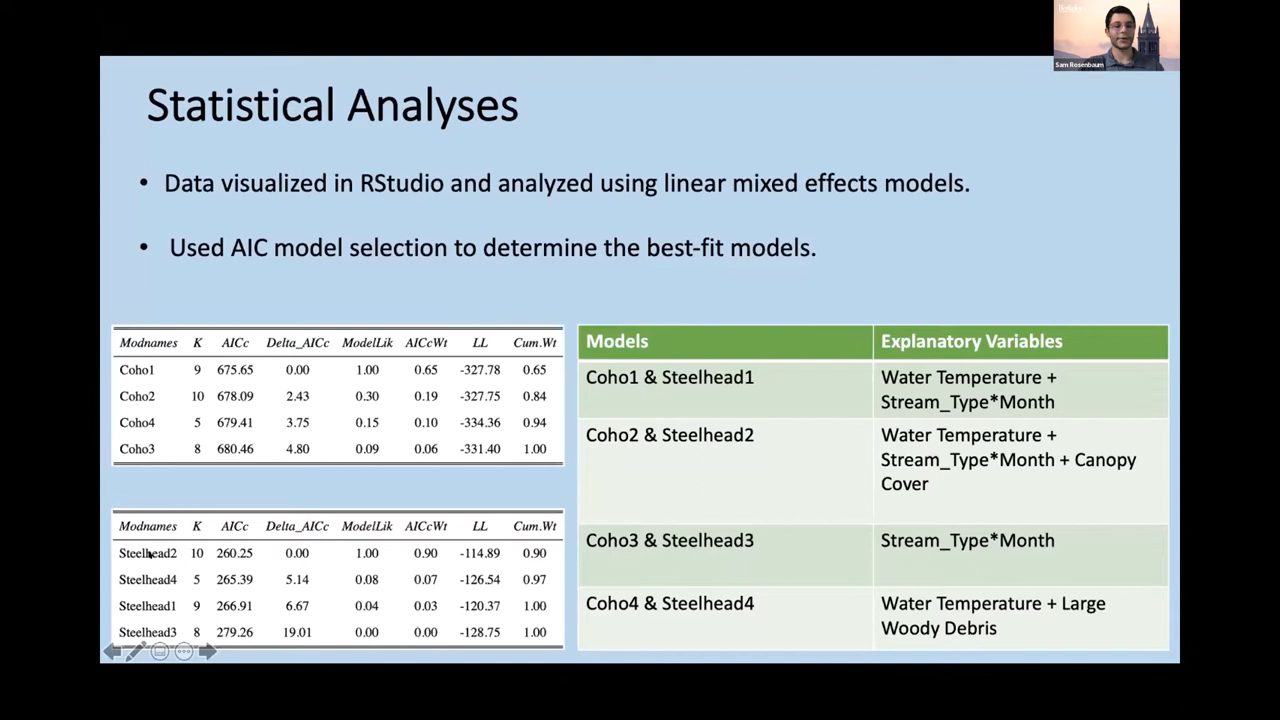 Sam Rosenbaum
Statistical Analyses
• Data visualized in RStudio and analyzed using linear mixed effects models.
• Used AIC model selection to determine the best-fit models.
Modnames K AICc Delta_AICc ModelLik AICcWt LL Cum.Wt
Coho1 9 675.65 0.00 1.00 0.65 -327.78 0.65
Coho2 10 678.09 2.43 0.30 0.19 -327.75 0.84
Coho4 5 679.41 3.75 0.15 0.10 -334.36 0.94
Coho3 8 680.46 4.80 0.09 0.06 -331.40 1.00
Modnames K AICc Delta_AICc ModelLik AICcWt LL Cum.Wt
Steelhead2 10 260.25 0.00 1.00 0.90 -114.89 0.90
Steelhead4 5 265.39 5.14 0.08 0.07 -126.54 0.97
Steelhead1 9 266.91 6.67 0.04 0.03 -120.37 1.00
Steelhead3 8 279.26 19.01 0.00 0.00 -128.75 1.00
Models Explanatory Variables
Coho1 & Steelhead1 Water Temperature +
Stream_Type*Month
Coho2 & Steelhead2 Water Temperature +
Stream_Type*Month + Canopy
Cover
Coho3 & Steelhead3 Stream_Type*Month
Coho4 & Steelhead4 Water Temperature + Large
Woody Debris